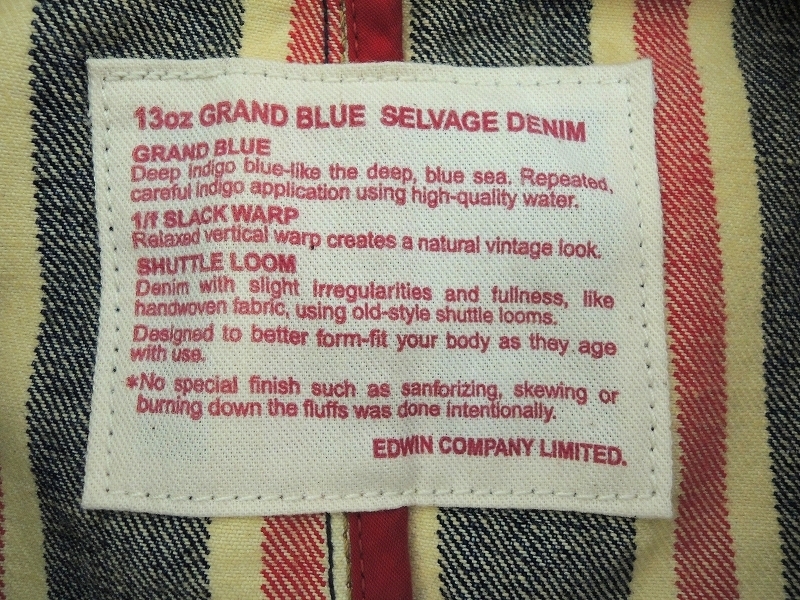 13oz GRAND BLUE SELVAGE DENIM
GRAND BLUE
Deep indigo blue-like the deep, blue sea. Repeated,
careful indigo application using high-quality water.
1/f SLACK WARP
Relaxed vertical warp creates a natural vintage look.
SHUTTLE LOOM
Denim with slight irregularities and fullness, like
handwoven fabric, using old-style shuttle looms.
Designed to better form-fit your body as they age
with use.
*No special finish such as sanforizing, skewing or
burning down the fluffs was done intentionally.
EDWIN COMPANY LIMITED.